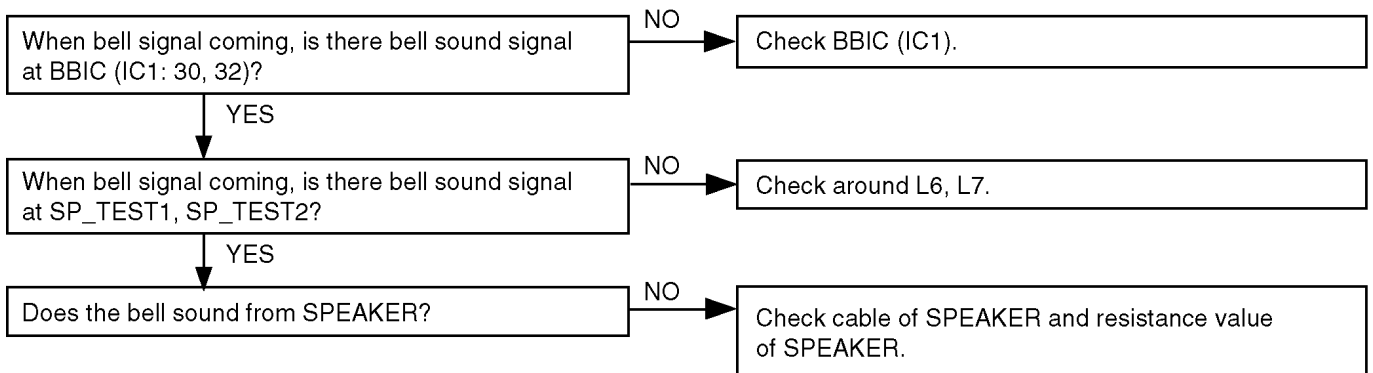 When bell signal coming, is there bell sound signal
at BBIC (IC1: 30, 32)?
NO
Check BBIC (IC1).
YES
When bell signal coming, is there bell sound signal
at SP_TEST1, SP_TEST2?
NO
Check around L6, L7.
YES
Does the bell sound from SPEAKER?
NO
Check cable of SPEAKER and resistance value
of SPEAKER.